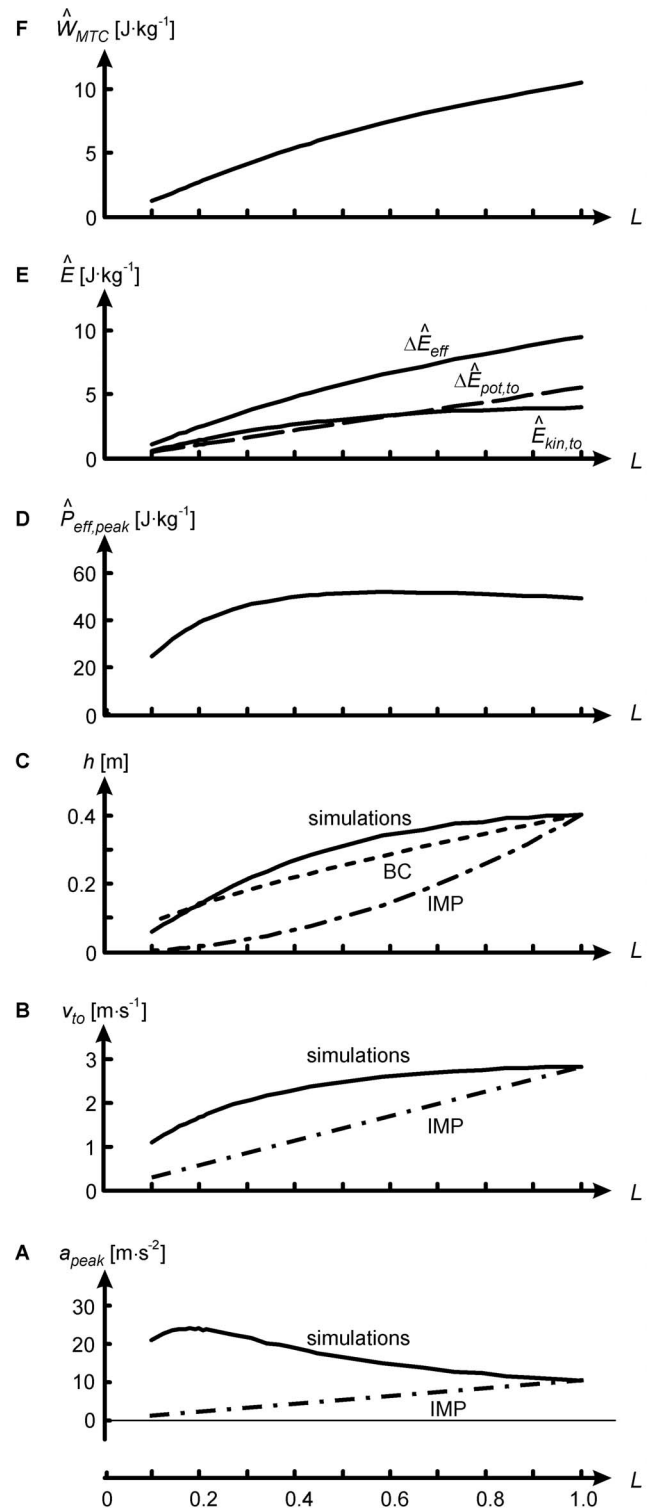 F Ŵ_MTC [J·kg⁻¹]
10
5
0
L
E Ê [J·kg⁻¹]
10
ΔÊ_eff
ΔÊ_pot,to
5
Ê_kin,to
0
L
D P̂_eff,peak [J·kg⁻¹]
60
40
20
0
L
C h [m]
0.4
simulations
BC
0.2
IMP
0
L
B v_to [m·s⁻¹]
3
simulations
2
IMP
1
0
L
A a_peak [m·s⁻²]
30
simulations
20
10
IMP
0
L
0 0.2 0.4 0.6 0.8 1.0